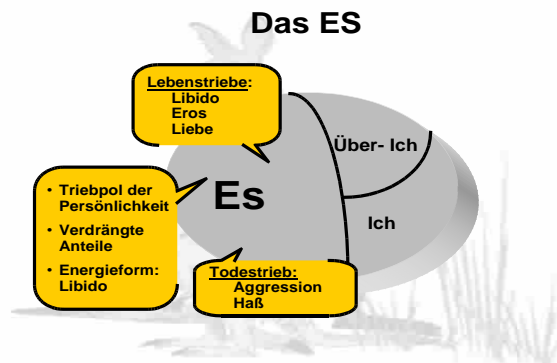 Das ES
Lebenstriebe:
Libido
Eros
Liebe
Über- Ich
Es
Ich
• Triebpol der
Persönlichkeit
• Verdrängte
Anteile
• Energieform:
Libido
Todestrieb:
Aggression
Haß